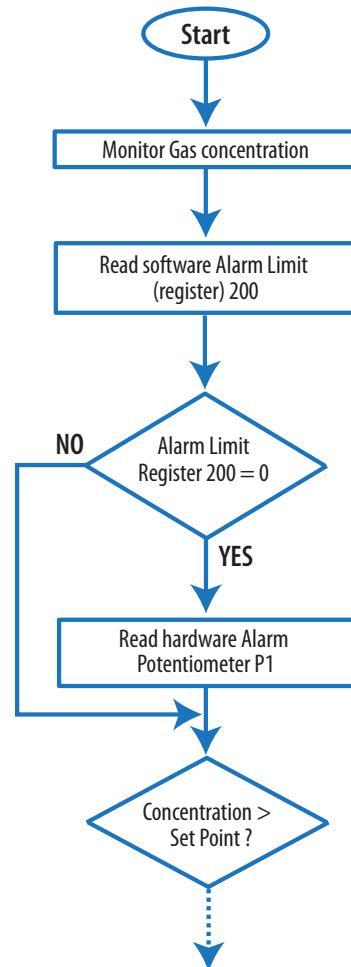 Start
Monitor Gas concentration
Read software Alarm Limit
(register) 200
NO
Alarm Limit
Register 200 = 0
YES
Read hardware Alarm
Potentiometer P1
Concentration >
Set Point ?